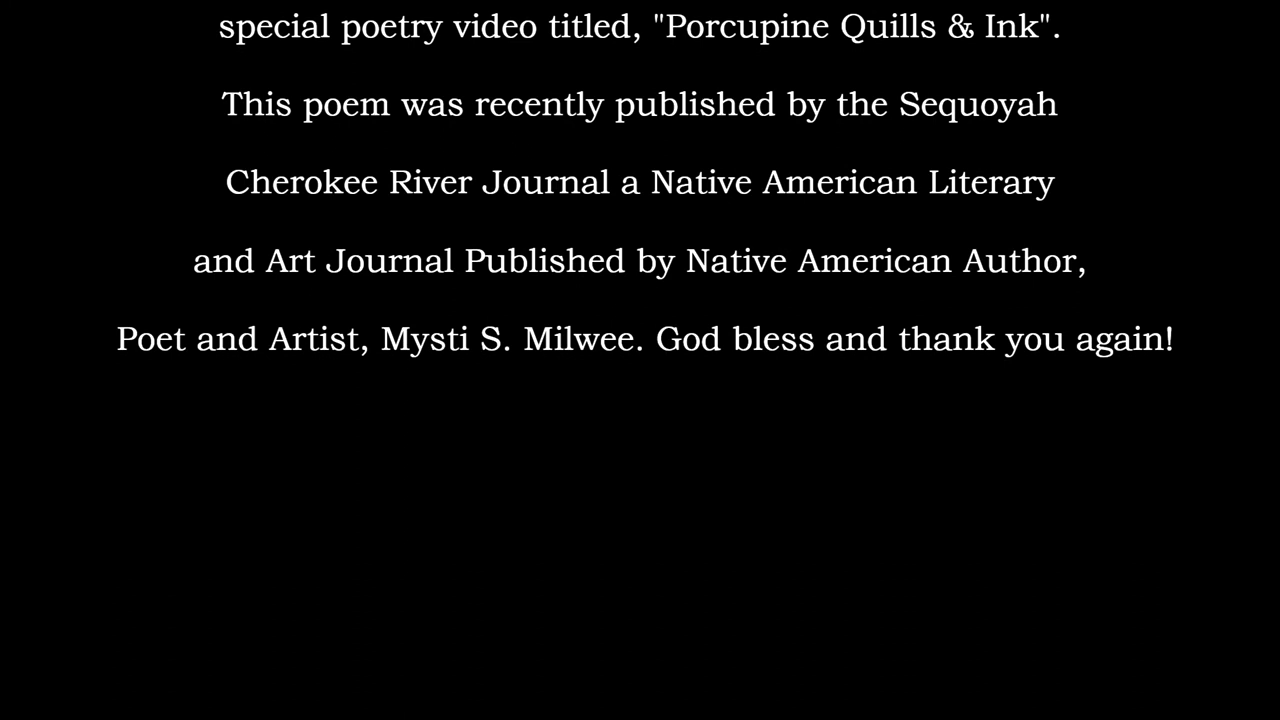 special poetry video titled, "Porcupine Quills & Ink".
This poem was recently published by the Sequoyah
Cherokee River Journal a Native American Literary
and Art Journal Published by Native American Author,
Poet and Artist, Mysti S. Milwee. God bless and thank you again!